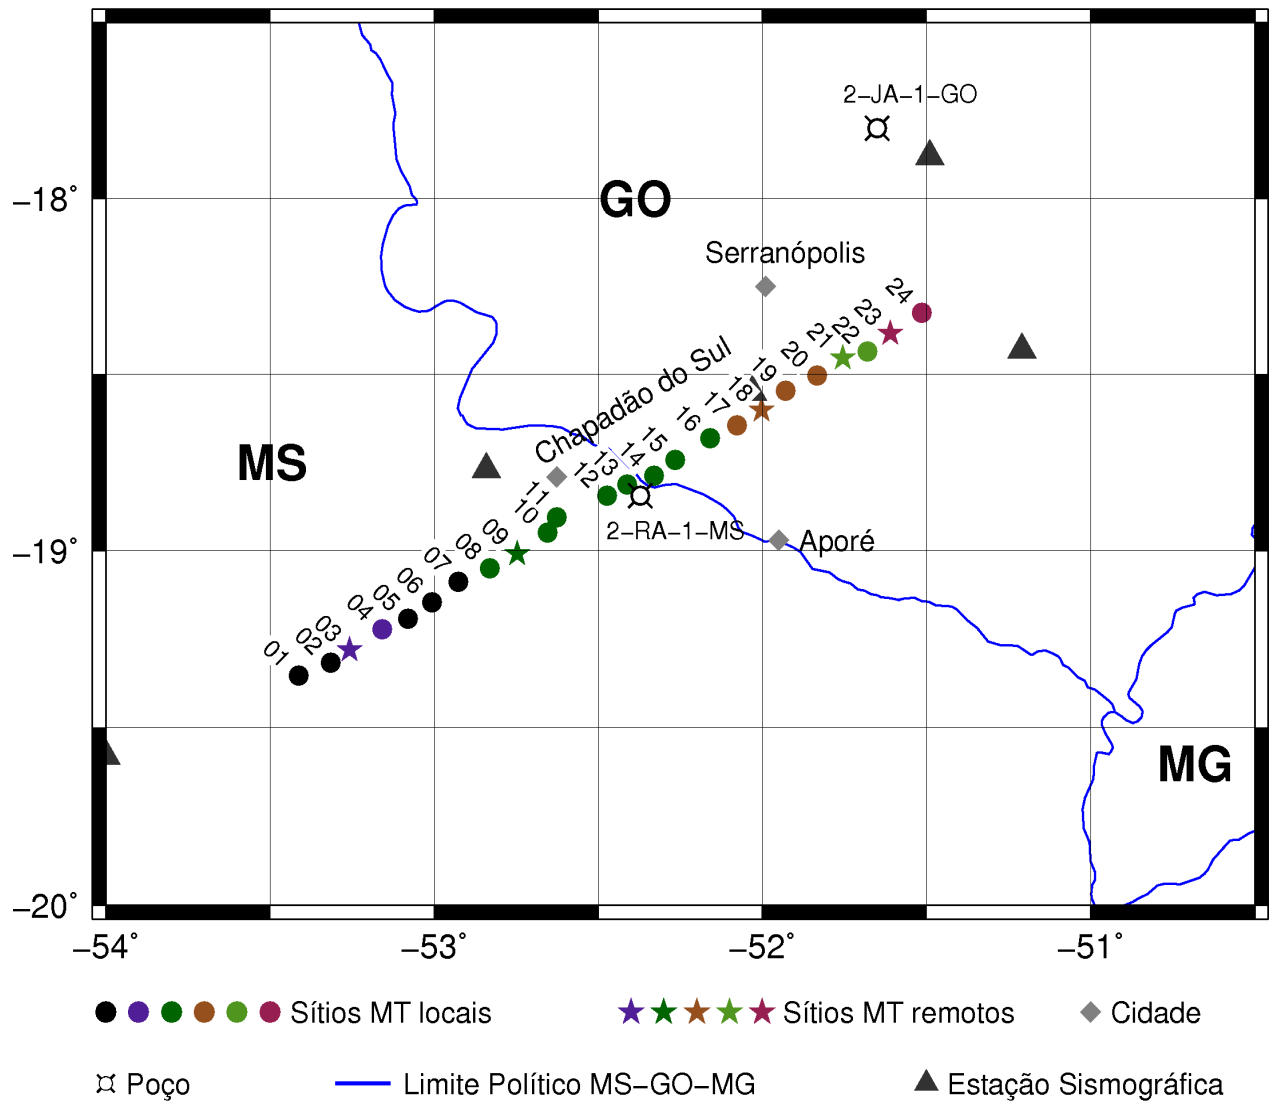 2−JA−1−GO
−18˚
GO
Serranópolis
24
23
22
21
20
19
18
17
16
15
14
13
12
11
10
09
08
07
06
05
04
03
02
01
Chapadão do Sul
MS
2−RA−1−MS
Aporé
−19˚
MG
−20˚
−54˚ −53˚ −52˚ −51˚
Sítios MT locais Sítios MT remotos Cidade
Poço Limite Político MS−GO−MG Estação Sismográfica